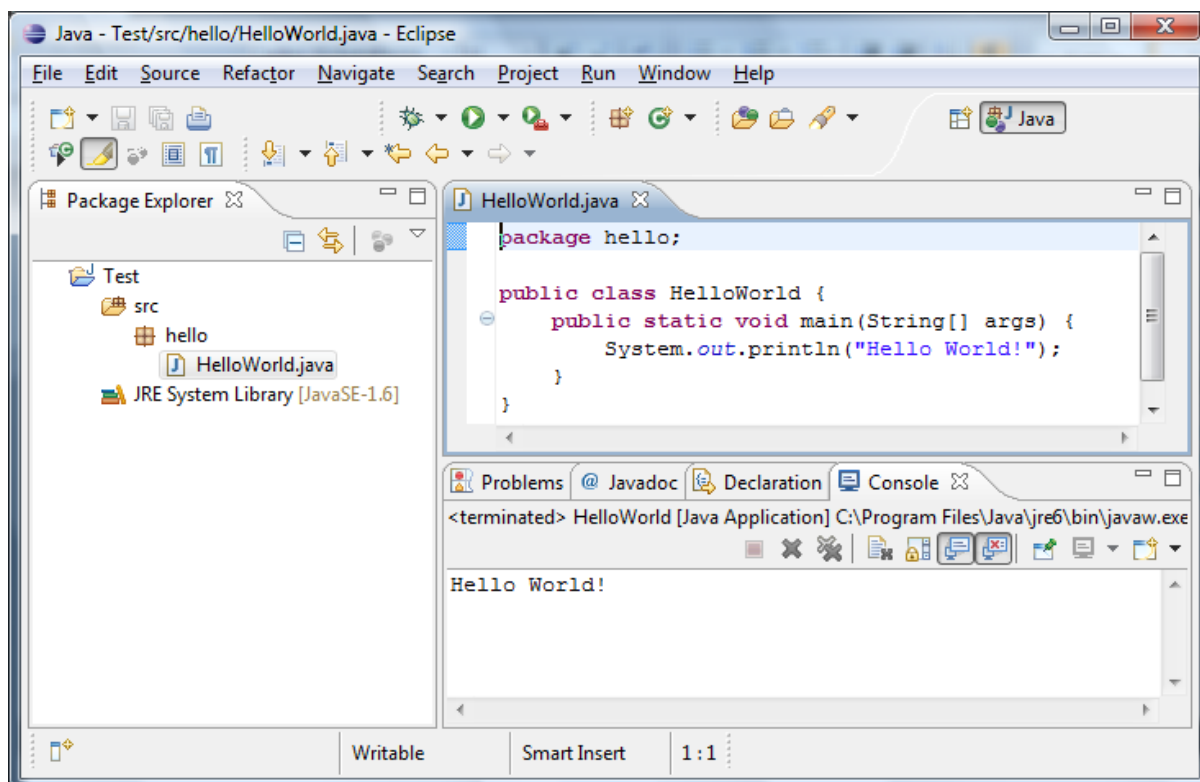 Java - Test/src/hello/HelloWorld.java - Eclipse
File Edit Source Refactor Navigate Search Project Run Window Help
Java
Package Explorer
Test
src
hello
HelloWorld.java
JRE System Library [JavaSE-1.6]
HelloWorld.java
package hello;
public class HelloWorld {
public static void main(String[] args) {
System.out.println("Hello World!");
}
}
Problems @ Javadoc Declaration Console
<terminated> HelloWorld [Java Application] C:\Program Files\Java\jre6\bin\javaw.exe
Hello World!
Writable Smart Insert 1:1